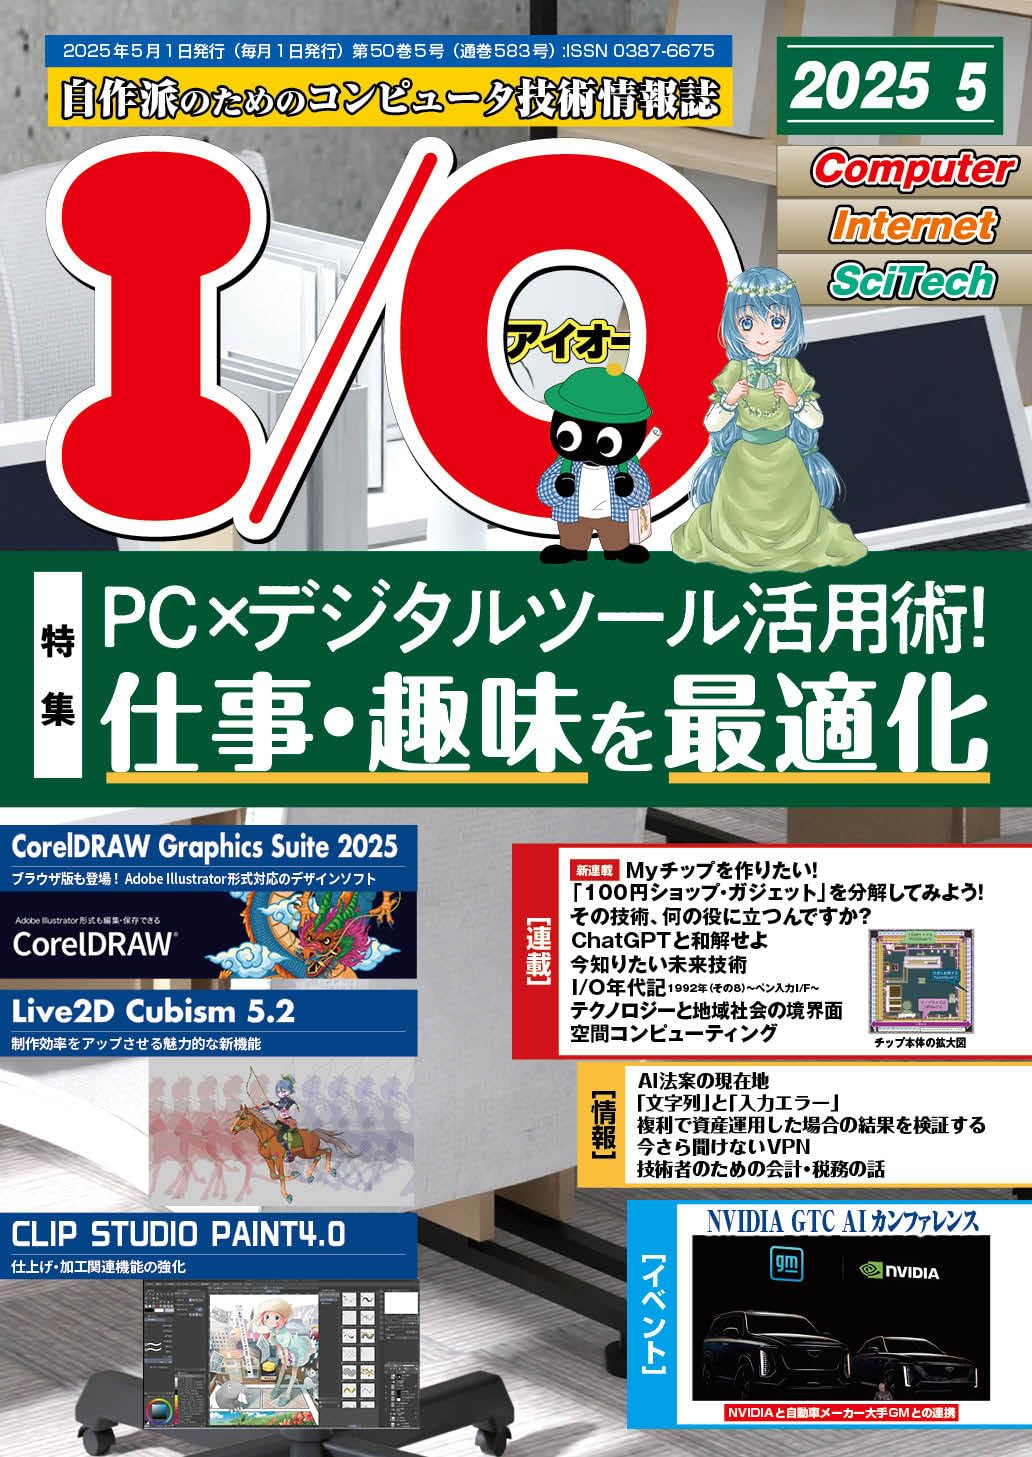 2025年5月1日発行（毎月1日発行）第50巻5号（通巻583号）:ISSN 0387-6675
自作派のためのコンピュータ技術情報誌
2025 5
Computer
Internet
SciTech
I/O
アイオー
特集
PC×デジタルツール活用術!
仕事・趣味を最適化
CorelDRAW Graphics Suite 2025
ブラウザ版も登場！ Adobe Illustrator形式対応のデザインソフト
Adobe Illustrator形式も編集・保存できる
CorelDRAW®
Live2D Cubism 5.2
制作効率をアップさせる魅力的な新機能
CLIP STUDIO PAINT4.0
仕上げ・加工関連機能の強化
[連載]
新連載 Myチップを作りたい!
「100円ショップ・ガジェット」を分解してみよう!
その技術、何の役に立つんですか?
ChatGPTと和解せよ
今知りたい未来技術
I/O年代記 1992年（その8）〜ペン入力I/F〜
テクノロジーと地域社会の境界面
空間コンピューティング
チップ本体の拡大図
[情報]
AI法案の現在地
「文字列」と「入力エラー」
複利で資産運用した場合の結果を検証する
今さら聞けないVPN
技術者のための会計・税務の話
[イベント]
NVIDIA GTC AIカンファレンス
gm
NVIDIA
NVIDIAと自動車メーカー大手GMとの連携